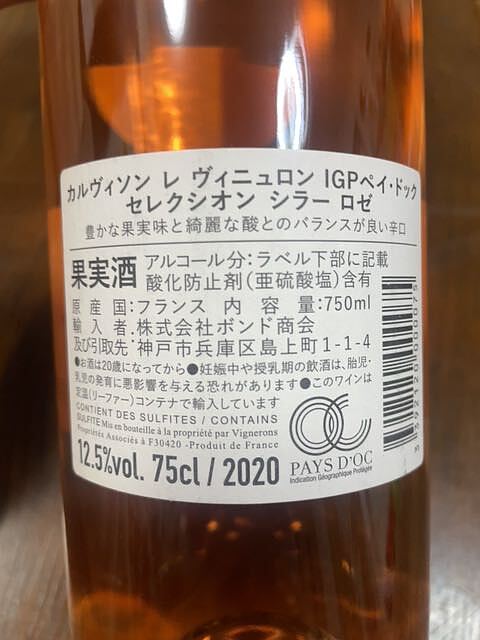 カルヴィソン レ ヴィニュロン IGPペイ・ドック
セレクシオン シラー ロゼ
豊かな果実味と綺麗な酸とのバランスが良い辛口
果実酒 アルコール分:ラベル下部に記載
酸化防止剤(亜硫酸塩)含有
原産国:フランス 内容量:750ml
輸入者:株式会社ボンド商会
及び引取先:神戸市兵庫区島上町1-1-4
●お酒は20歳になってから●妊娠中や授乳期の飲酒は、胎児・
乳児の発育に悪影響を与える恐れがあります●このワインは
定温(リーファー)コンテナで輸入しています
CONTIENT DES SULFITES / CONTAINS
SULFITE Mis en bouteille à la propriété par Vignerons
Propriétés Associés à F30420 -Produit de France
12.5%vol. 75cl / 2020
PAYS D'OC
Indication Géographique Protégée